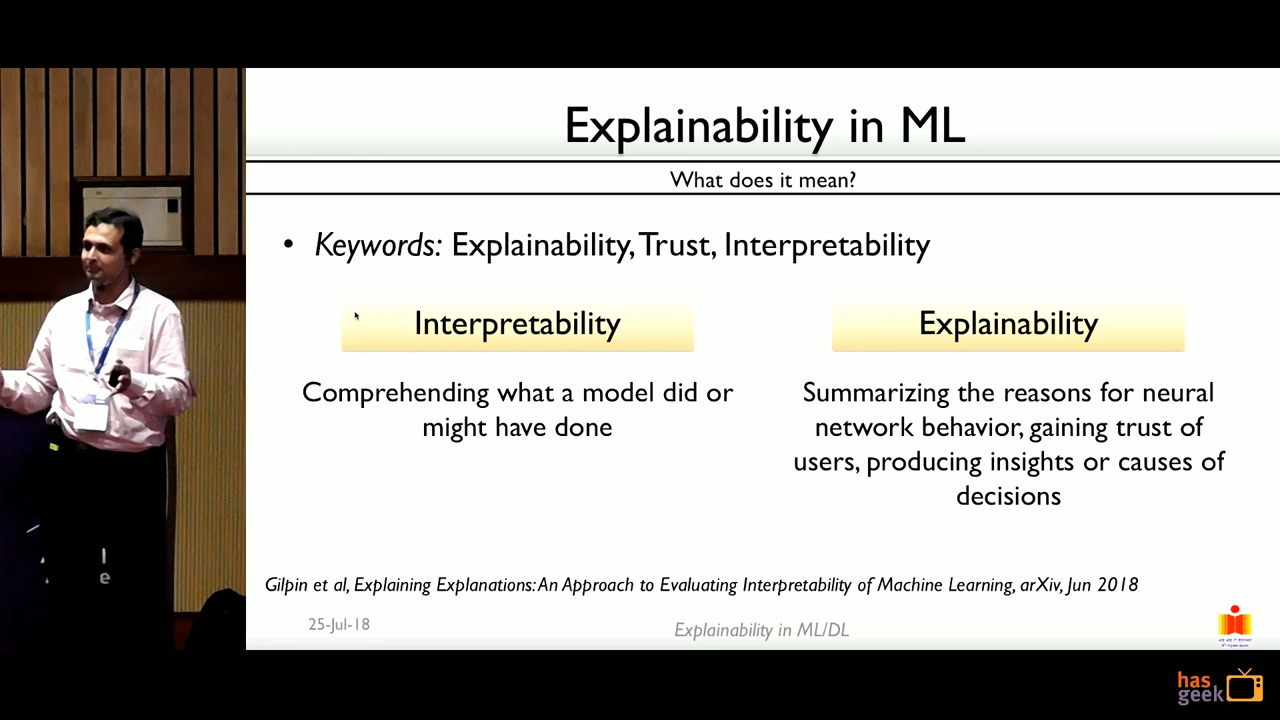 Explainability in ML
What does it mean?
• Keywords: Explainability, Trust, Interpretability
Interpretability
Explainability
Comprehending what a model did or
might have done
Summarizing the reasons for neural
network behavior, gaining trust of
users, producing insights or causes of
decisions
Gilpin et al, Explaining Explanations: An Approach to Evaluating Interpretability of Machine Learning, arXiv, Jun 2018
25-Jul-18
Explainability in ML/DL
has
geek